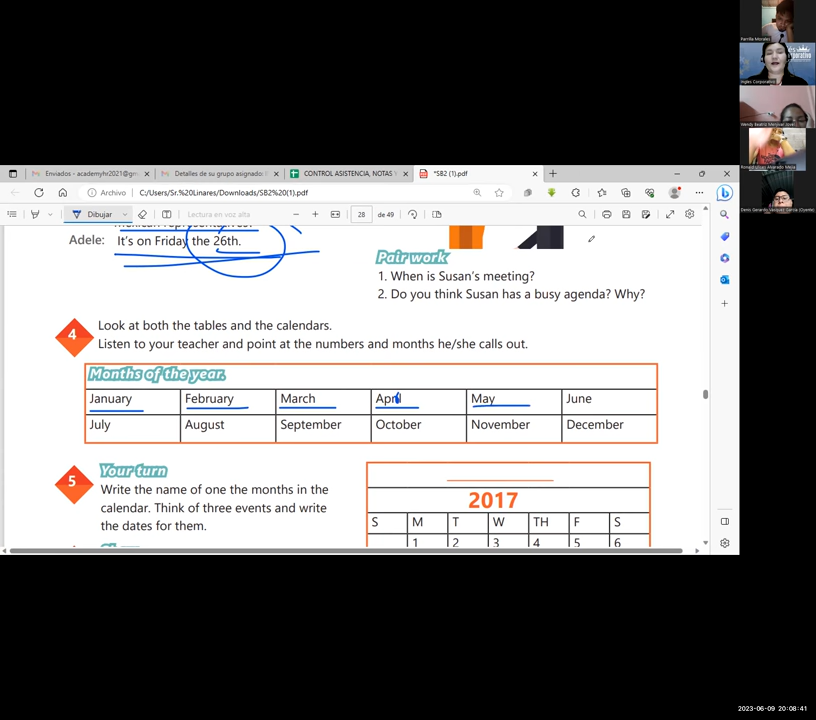 Enviados - academyhr2021@gm
Detalles de su grupo asignado:
CONTROL ASISTENCIA, NOTAS
*SB2 (1).pdf
Archivo
C:/Users/Sr.%20Linares/Downloads/SB2%20(1).pdf
Dibujar
Lectura en voz alta
28
de 49
Adele: It's on Friday the 26th.
Pair work
1. When is Susan's meeting?
2. Do you think Susan has a busy agenda? Why?
4
Look at both the tables and the calendars.
Listen to your teacher and point at the numbers and months he/she calls out.
Months of the year.
January February March April May June
July August September October November December
5
Your turn
Write the name of one the months in the
calendar. Think of three events and write
the dates for them.
2017
S M T W TH F S
1 2 3 4 5 6
Parrilla Morales
Ingles Corporativo
2023-06-09 20:08:41